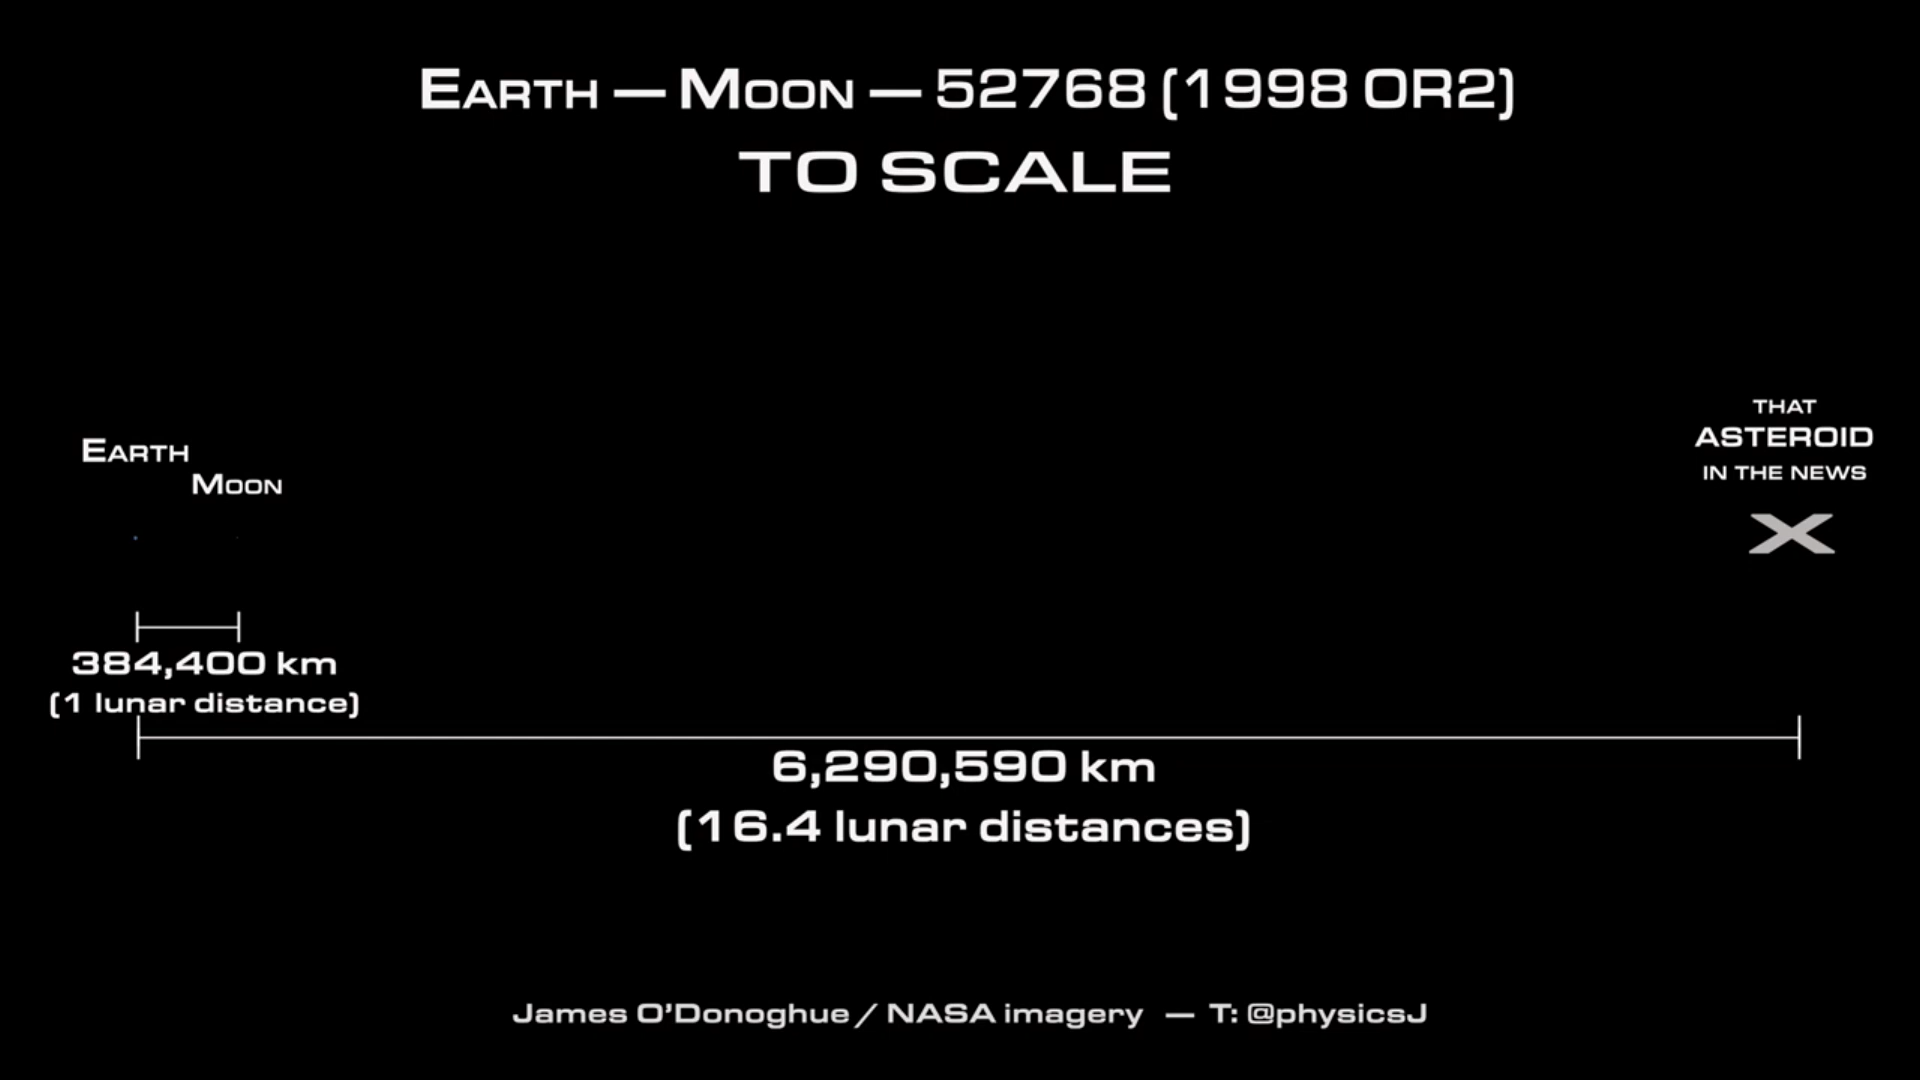 EARTH — MOON — 52768 (1998 OR2)
TO SCALE
THAT
ASTEROID
IN THE NEWS
EARTH
MOON
384,400 km
(1 lunar distance)
6,290,590 km
(16.4 lunar distances)
James O'Donoghue / NASA imagery — T: @physicsJ